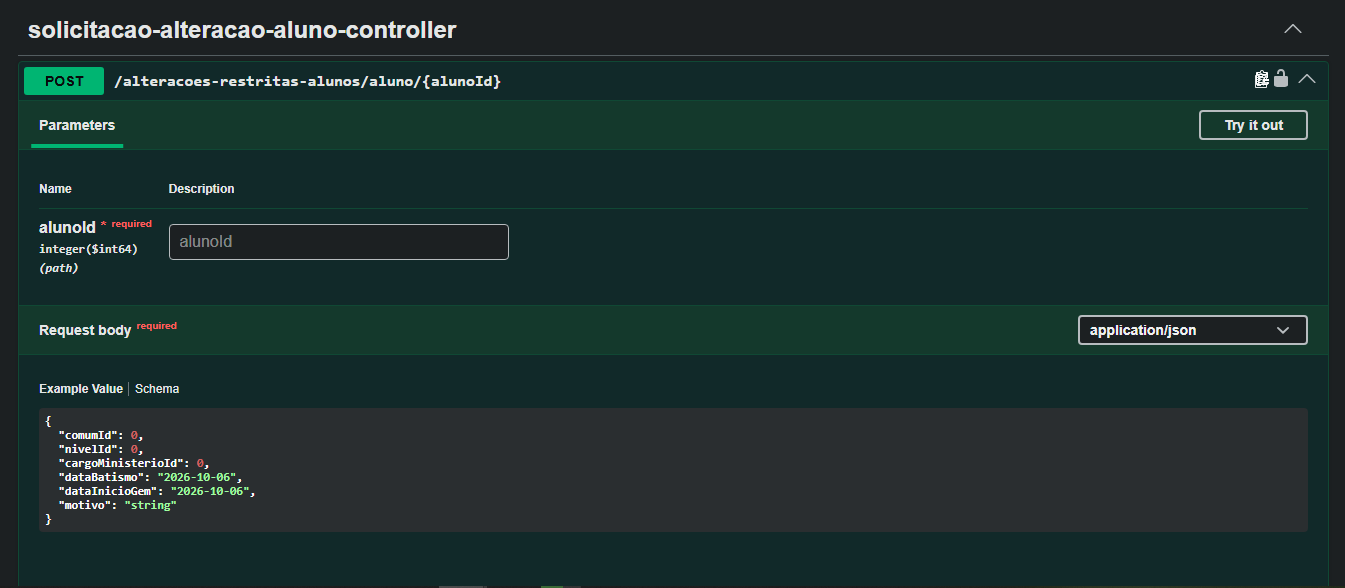 solicitacao-alteracao-aluno-controller
POST /alteracoes-restritas-alunos/aluno/{alunoId}
Parameters
Try it out
Name Description
alunoId * required
integer($int64)
(path)
alunoId
Request body required
application/json
Example Value Schema
{
  "comumId": 0,
  "nivelId": 0,
  "cargoMinisterioId": 0,
  "dataBatismo": "2026-10-06",
  "dataInicioGem": "2026-10-06",
  "motivo": "string"
}